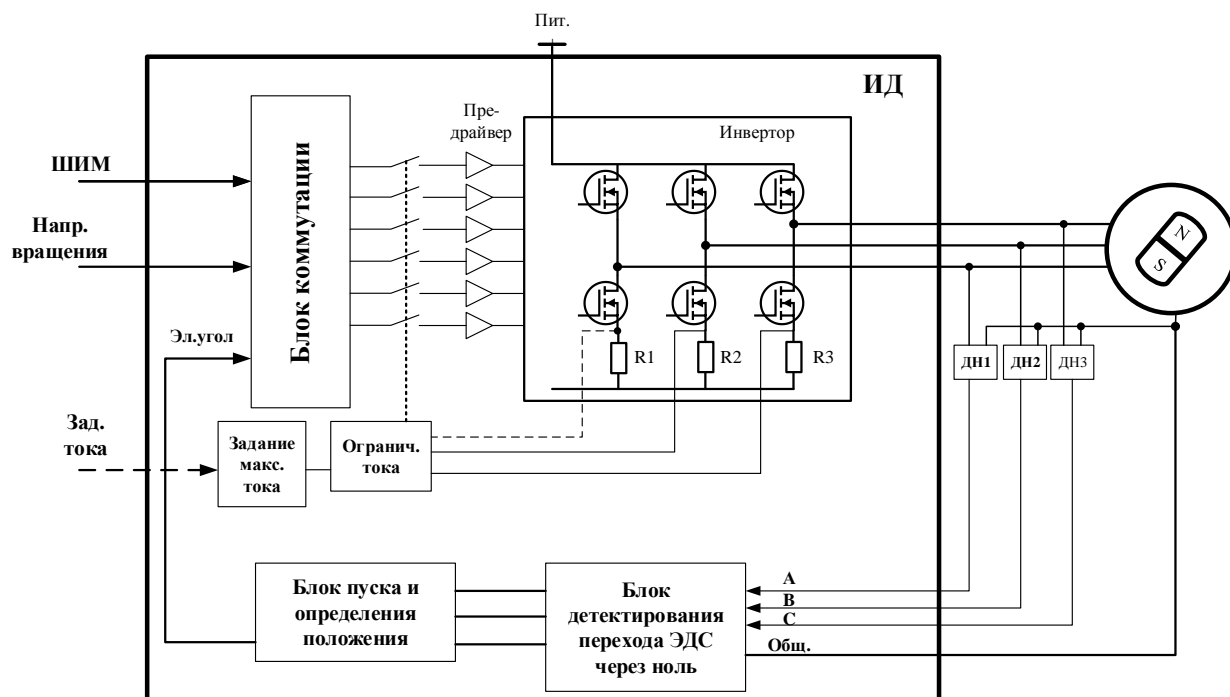 Пит.
ИД
Пре-
драйвер
Инвертор
ШИМ
Напр.
вращения
Блок коммутации
Эл.угол
N
S
R1
R2
R3
ДН1
ДН2
ДН3
Зад.
тока
Задание
макс.
тока
Огранич.
тока
Блок пуска и
определения
положения
Блок
детектирования
перехода ЭДС
через ноль
A
B
C
Общ.